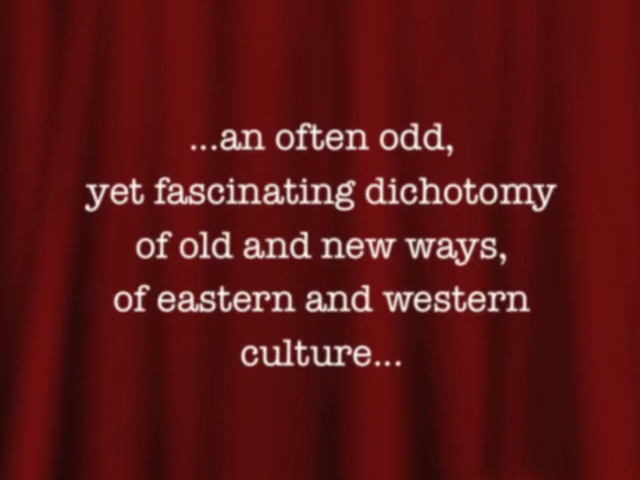 ...an often odd,
yet fascinating dichotomy
of old and new ways,
of eastern and western
culture...